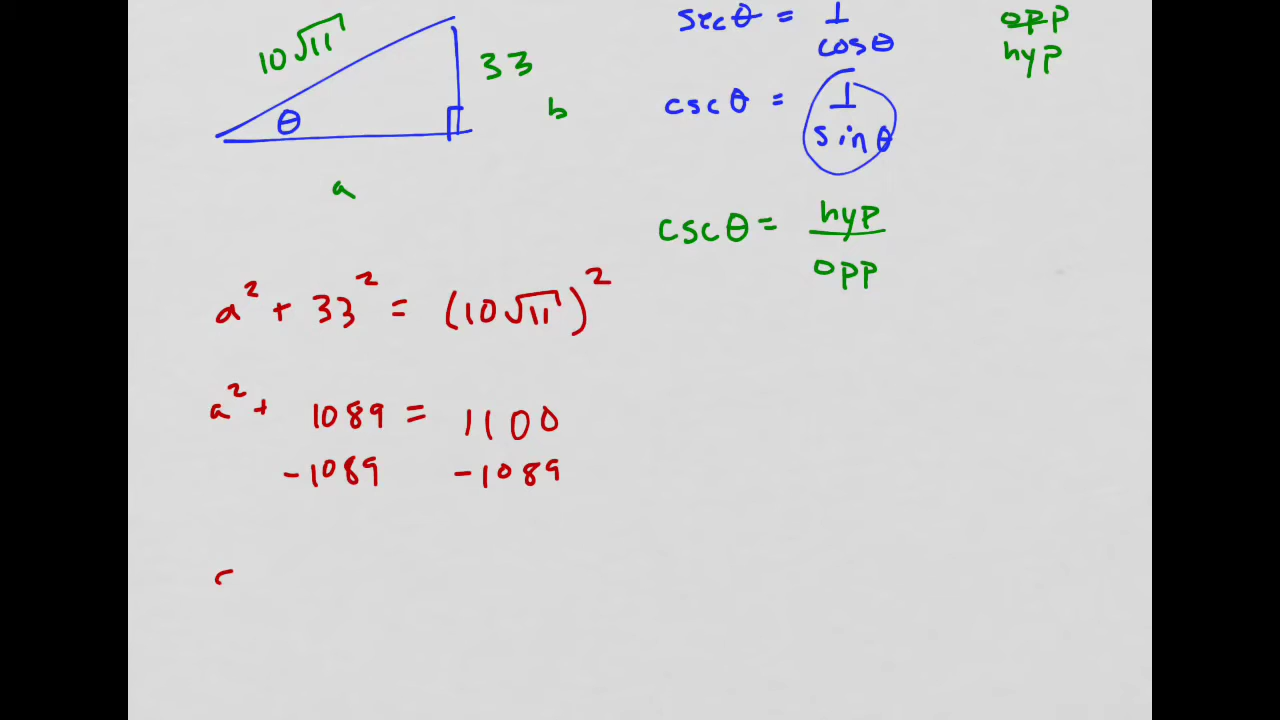 10√11
33
θ
b
a
a² + 33² = (10√11)²
a² + 1089 = 1100
-1089 -1089
secθ = 1
cosθ
opp
hyp
cscθ = 1
sinθ
cscθ = hyp
opp